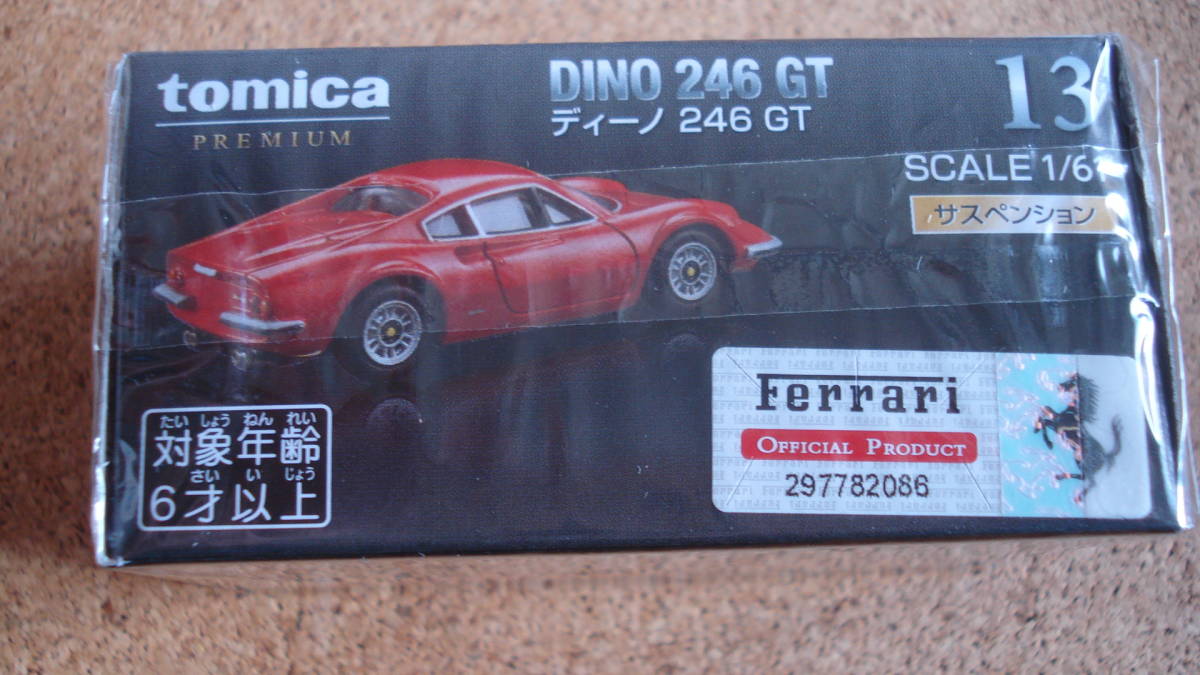 tomica
PREMIUM
DINO 246 GT
ディーノ 246 GT
13
SCALE 1/61
サスペンション
たい しょう ねん れい
対象年齢
さい い じょう
6才以上
Ferrari
OFFICIAL PRODUCT
297782086